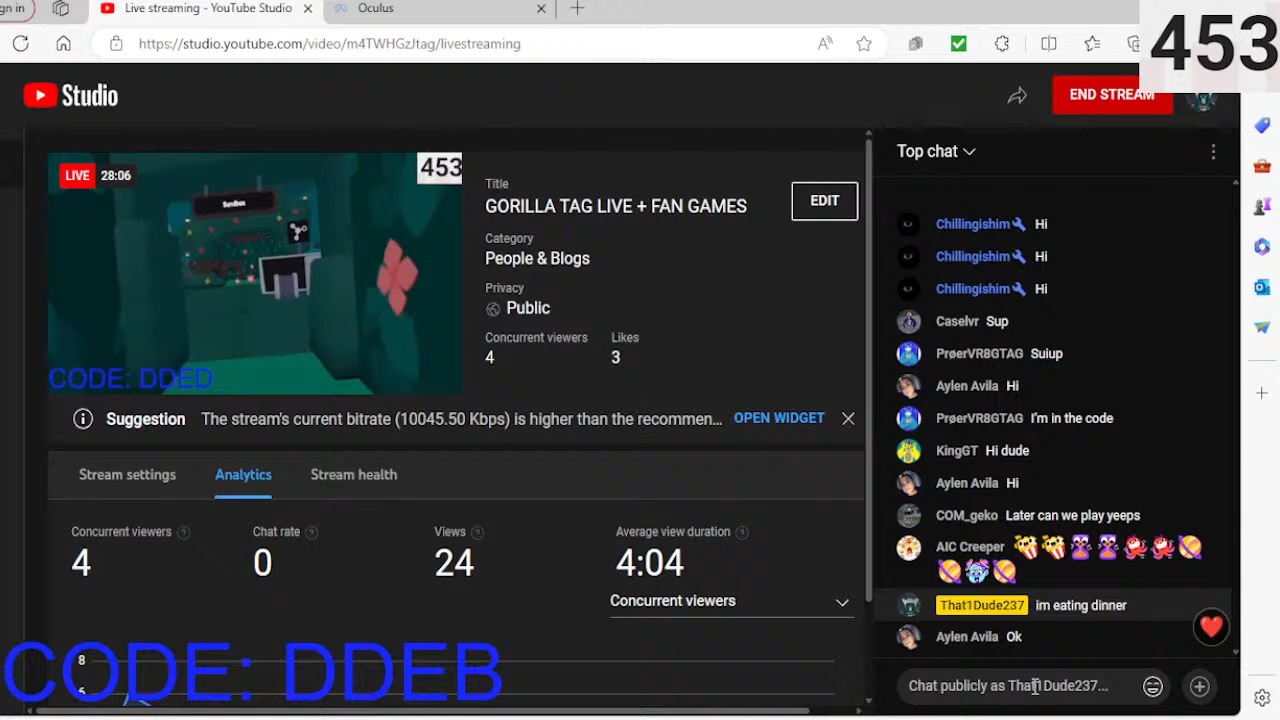 gn in
Live streaming - YouTube Studio
Oculus
https://studio.youtube.com/video/m4TWHGzJtag/livestreaming
453
Studio
END STREAM
LIVE 28:06
453
Sandbox
CODE: DDED
Title
GORILLA TAG LIVE + FAN GAMES
EDIT
Category
People & Blogs
Privacy
Public
Concurrent viewers
4
Likes
3
Suggestion The stream's current bitrate (10045.50 Kbps) is higher than the recommen... OPEN WIDGET
Stream settings
Analytics
Stream health
Concurrent viewers
4
Chat rate
0
Views
24
Average view duration
4:04
Concurrent viewers
8
6
CODE: DDEB
Top chat
Chillingishim Hi
Chillingishim Hi
Chillingishim Hi
Caselvr Sup
PrøerVR8GTAG Suiup
Aylen Avila Hi
PrøerVR8GTAG I'm in the code
KingGT Hi dude
Aylen Avila Hi
COM_geko Later can we play yeeps
AIC Creeper
That1Dude237 im eating dinner
Aylen Avila Ok
Chat publicly as That1Dude237...